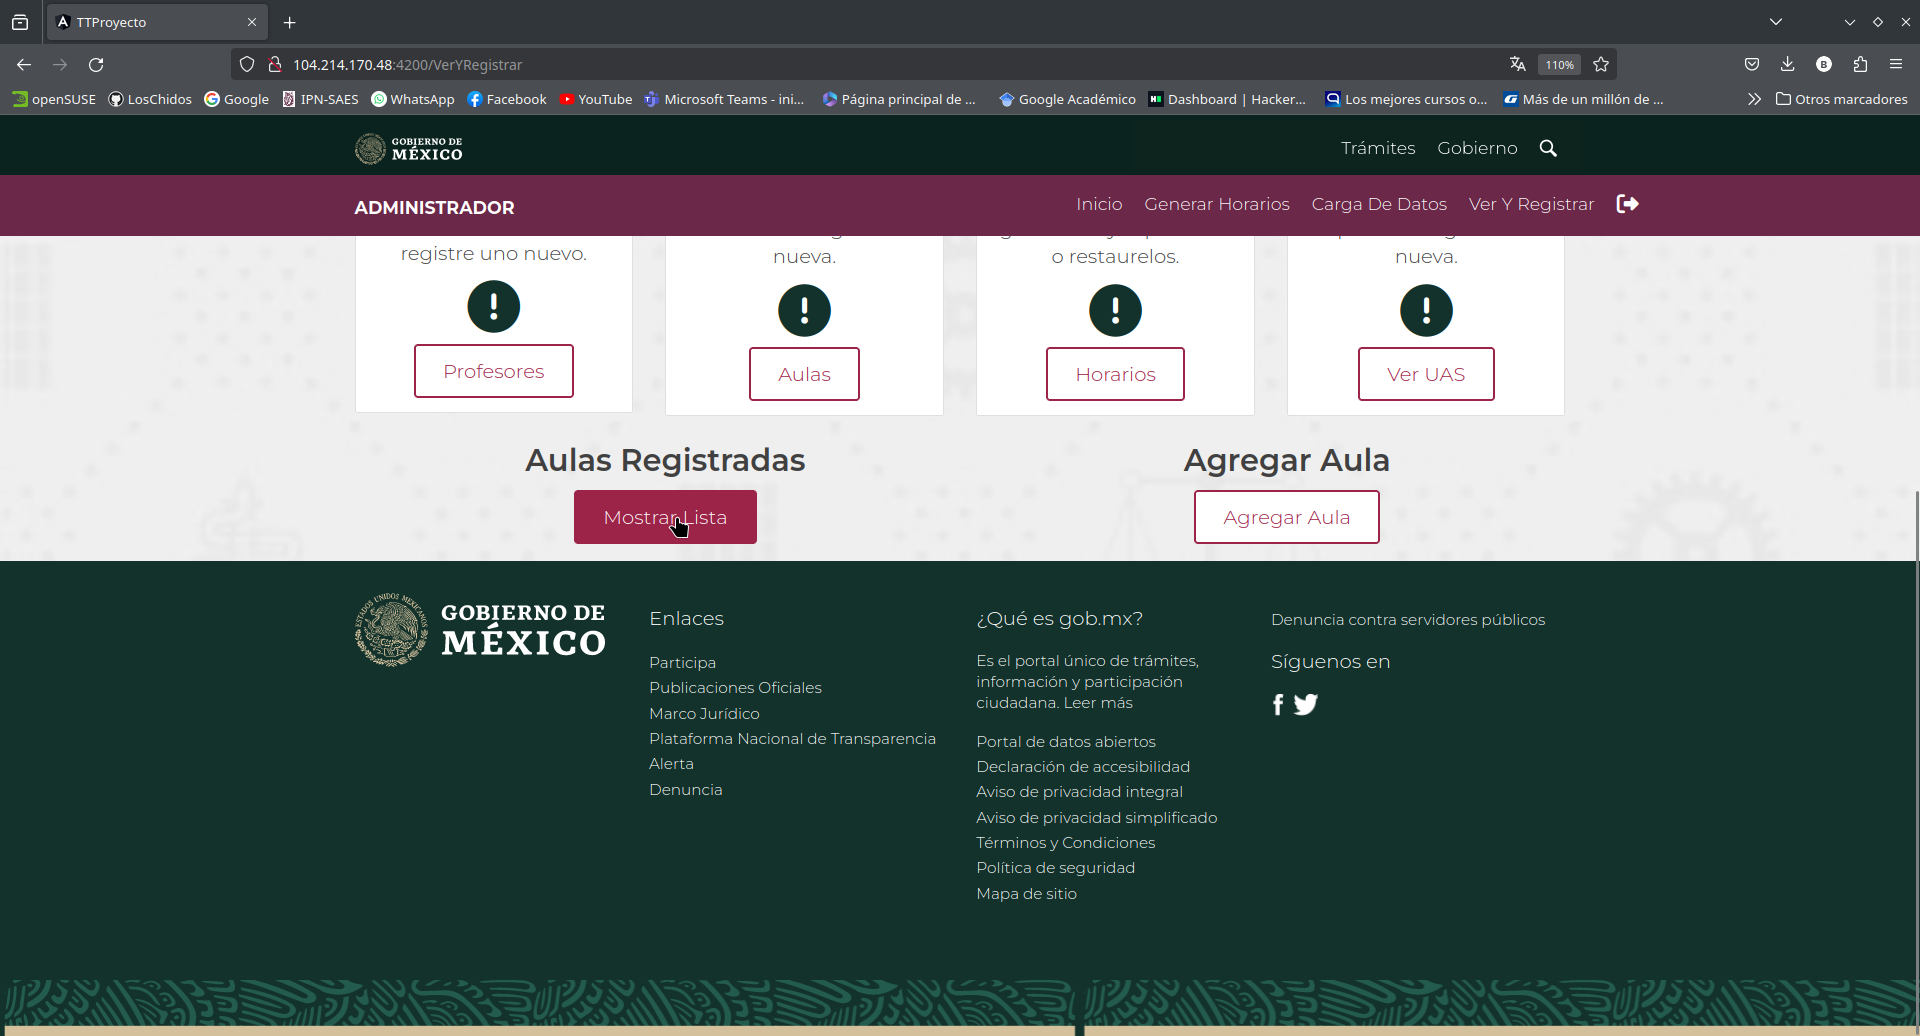 TTProyecto
104.214.170.48:4200/VerYRegistrar
110%
B
openSUSE
LosChidos
Google
IPN-SAES
WhatsApp
Facebook
YouTube
Microsoft Teams - ini...
Página principal de ...
Google Académico
Dashboard | Hacker...
Los mejores cursos o...
Más de un millón de ...
Otros marcadores
GOBIERNO DE
MÉXICO
Trámites
Gobierno
ADMINISTRADOR
Inicio
Generar Horarios
Carga De Datos
Ver Y Registrar
registre uno nuevo.
Profesores
nueva.
Aulas
o restaurelos.
Horarios
nueva.
Ver UAS
Aulas Registradas
Mostrar Lista
Agregar Aula
Agregar Aula
GOBIERNO DE
MÉXICO
Enlaces
Participa
Publicaciones Oficiales
Marco Jurídico
Plataforma Nacional de Transparencia
Alerta
Denuncia
¿Qué es gob.mx?
Es el portal único de trámites,
información y participación
ciudadana. Leer más
Portal de datos abiertos
Declaración de accesibilidad
Aviso de privacidad integral
Aviso de privacidad simplificado
Términos y Condiciones
Política de seguridad
Mapa de sitio
Denuncia contra servidores públicos
Síguenos en